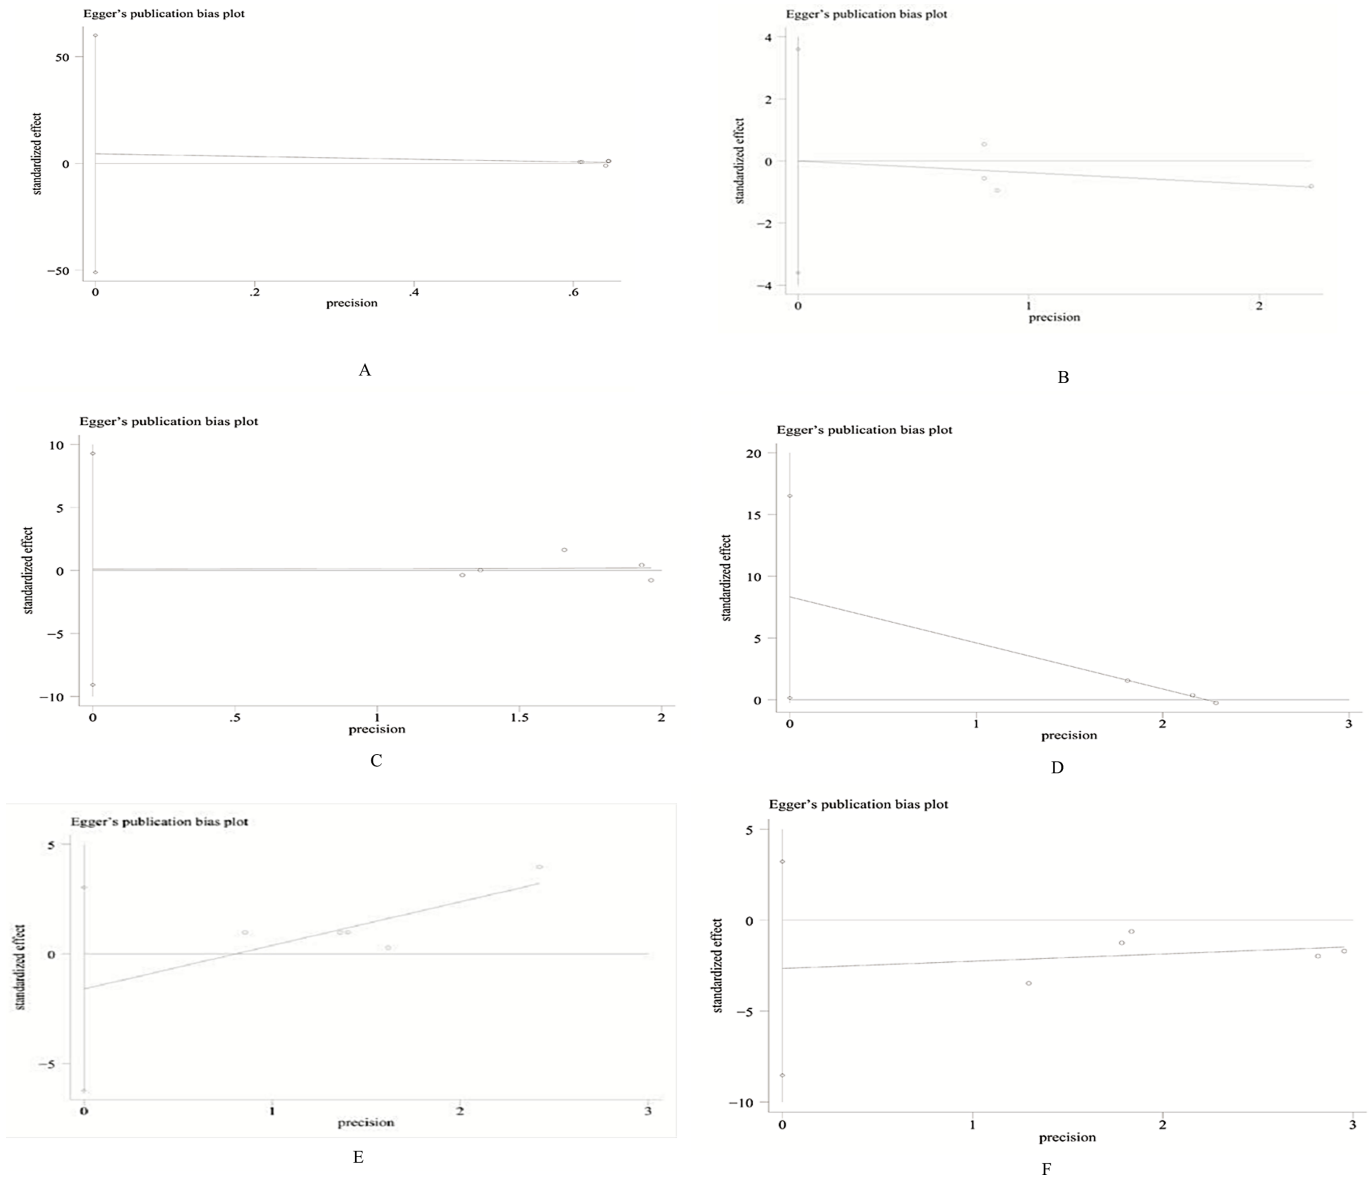 Egger's publication bias plot
standardized effect
50
0
−50
0 .2 .4 .6
precision
A
Egger's publication bias plot
standardized effect
4
2
0
−2
−4
0 1 2
precision
B
Egger's publication bias plot
standardized effect
10
5
0
−5
−10
0 .5 1 1.5 2
precision
C
Egger's publication bias plot
standardized effect
20
15
10
5
0
0 1 2 3
precision
D
Egger's publication bias plot
standardized effect
5
0
−5
0 1 2 3
precision
E
Egger's publication bias plot
standardized effect
5
0
−5
−10
0 1 2 3
precision
F